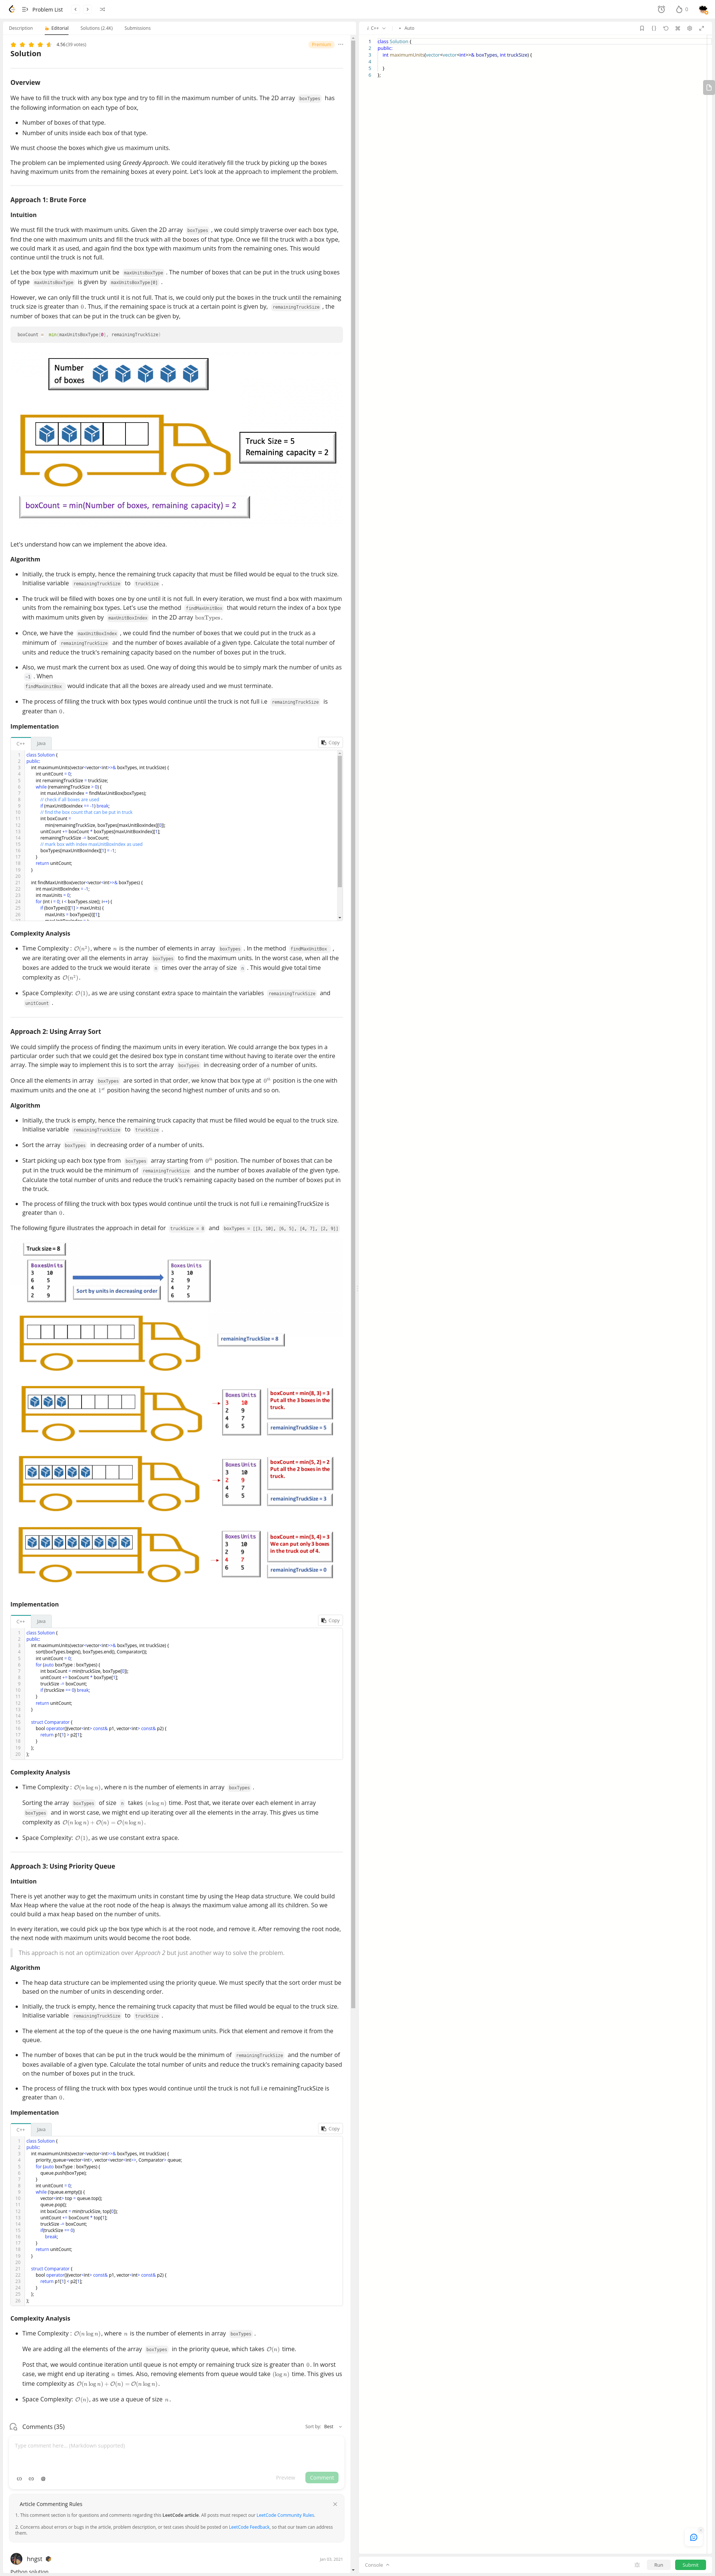 Problem List
0
Description
Editorial
Solutions (2.4K)
Submissions
4.56 (39 votes)
Premium
Solution
Overview
We have to fill the truck with any box type and try to fill in the maximum number of units. The 2D array boxTypes has
the following information on each type of box,
Number of boxes of that type.
Number of units inside each box of that type.
We must choose the boxes which give us maximum units.
The problem can be implemented using Greedy Approach. We could iteratively fill the truck by picking up the boxes
having maximum units from the remaining boxes at every point. Let's look at the approach to implement the problem.
Approach 1: Brute Force
Intuition
We must fill the truck with maximum units. Given the 2D array boxTypes , we could simply traverse over each box type,
find the one with maximum units and fill the truck with all the boxes of that type. Once we fill the truck with a box type,
we could mark it as used, and again find the box type with maximum units from the remaining ones. This would
continue until the truck is not full.
Let the box type with maximum unit be maxUnitsBoxType . The number of boxes that can be put in the truck using boxes
of type maxUnitsBoxType is given by maxUnitsBoxType[0] .
However, we can only fill the truck until it is not full. That is, we could only put the boxes in the truck until the remaining
truck size is greater than 0. Thus, if the remaining space is truck at a certain point is given by, remainingTruckSize , the
number of boxes that can be put in the truck can be given by,
boxCount = min(maxUnitsBoxType[0], remainingTruckSize)
Number
of boxes
Truck Size = 5
Remaining capacity = 2
boxCount = min(Number of boxes, remaining capacity) = 2
Let's understand how can we implement the above idea.
Algorithm
Initially, the truck is empty, hence the remaining truck capacity that must be filled would be equal to the truck size.
Initialise variable remainingTruckSize to truckSize .
The truck will be filled with boxes one by one until it is not full. In every iteration, we must find a box with maximum
units from the remaining box types. Let's use the method findMaxUnitBox that would return the index of a box type
with maximum units given by maxUnitBoxIndex in the 2D array boxTypes.
Once, we have the maxUnitBoxIndex , we could find the number of boxes that we could put in the truck as a
minimum of remainingTruckSize and the number of boxes available of a given type. Calculate the total number of
units and reduce the truck's remaining capacity based on the number of boxes put in the truck.
Also, we must mark the current box as used. One way of doing this would be to simply mark the number of units as
-1 . When
findMaxUnitBox would indicate that all the boxes are already used and we must terminate.
The process of filling the truck with box types would continue until the truck is not full i.e remainingTruckSize is
greater than 0.
Implementation
C++
Java
Copy
1 class Solution {
2 public:
3 int maximumUnits(vector<vector<int>>& boxTypes, int truckSize) {
4 int unitCount = 0;
5 int remainingTruckSize = truckSize;
6 while (remainingTruckSize > 0) {
7 int maxUnitBoxIndex = findMaxUnitBox(boxTypes);
8 // check if all boxes are used
9 if (maxUnitBoxIndex == -1) break;
10 // find the box count that can be put in truck
11 int boxCount =
12 min(remainingTruckSize, boxTypes[maxUnitBoxIndex][0]);
13 unitCount += boxCount * boxTypes[maxUnitBoxIndex][1];
14 remainingTruckSize -= boxCount;
15 // mark box with index maxUnitBoxIndex as used
16 boxTypes[maxUnitBoxIndex][1] = -1;
17 }
18 return unitCount;
19 }
20
21 int findMaxUnitBox(vector<vector<int>>& boxTypes) {
22 int maxUnitBoxIndex = -1;
23 int maxUnits = 0;
24 for (int i = 0; i < boxTypes.size(); i++) {
25 if (boxTypes[i][1] > maxUnits) {
26 maxUnits = boxTypes[i][1];
Complexity Analysis
Time Complexity : O(n²), where n is the number of elements in array boxTypes . In the method findMaxUnitBox ,
we are iterating over all the elements in array boxTypes to find the maximum units. In the worst case, when all the
boxes are added to the truck we would iterate n times over the array of size n . This would give total time
complexity as O(n²).
Space Complexity: O(1), as we are using constant extra space to maintain the variables remainingTruckSize and
unitCount .
Approach 2: Using Array Sort
We could simplify the process of finding the maximum units in every iteration. We could arrange the box types in a
particular order such that we could get the desired box type in constant time without having to iterate over the entire
array. The simple way to implement this is to sort the array boxTypes in decreasing order of a number of units.
Once all the elements in array boxTypes are sorted in that order, we know that box type at 0th position is the one with
maximum units and the one at 1st position having the second highest number of units and so on.
Algorithm
Initially, the truck is empty, hence the remaining truck capacity that must be filled would be equal to the truck size.
Initialise variable remainingTruckSize to truckSize .
Sort the array boxTypes in decreasing order of a number of units.
Start picking up each box type from boxTypes array starting from 0th position. The number of boxes that can be
put in the truck would be the minimum of remainingTruckSize and the number of boxes available of the given type.
Calculate the total number of units and reduce the truck's remaining capacity based on the number of boxes put in
the truck.
The process of filling the truck with box types would continue until the truck is not full i.e remainingTruckSize is
greater than 0.
The following figure illustrates the approach in detail for truckSize = 8 and boxTypes = [[3, 10], [6, 5], [4, 7], [2, 9]]
Truck size = 8
Boxes Units
3 10
6 5
4 7
2 9
Sort by units in decreasing order
Boxes Units
3 10
2 9
4 7
6 5
remainingTruckSize = 8
Boxes Units
3 10
2 9
4 7
6 5
boxCount = min(8, 3) = 3
Put all the 3 boxes in the
truck.
remainingTruckSize = 5
Boxes Units
3 10
2 9
4 7
6 5
boxCount = min(5, 2) = 2
Put all the 2 boxes in the
truck.
remainingTruckSize = 3
Boxes Units
3 10
2 9
4 7
6 5
boxCount = min(3, 4) = 3
We can put only 3 boxes
in the truck out of 4.
remainingTruckSize = 0
Implementation
C++
Java
Copy
1 class Solution {
2 public:
3 int maximumUnits(vector<vector<int>>& boxTypes, int truckSize) {
4 sort(boxTypes.begin(), boxTypes.end(), Comparator());
5 int unitCount = 0;
6 for (auto boxType : boxTypes) {
7 int boxCount = min(truckSize, boxType[0]);
8 unitCount += boxCount * boxType[1];
9 truckSize -= boxCount;
10 if (truckSize == 0) break;
11 }
12 return unitCount;
13 }
14
15 struct Comparator {
16 bool operator()(vector<int> const& p1, vector<int> const& p2) {
17 return p1[1] > p2[1];
18 }
19 };
20 };
Complexity Analysis
Time Complexity : O(n log n), where n is the number of elements in array boxTypes .
Sorting the array boxTypes of size n takes (n log n) time. Post that, we iterate over each element in array
boxTypes and in worst case, we might end up iterating over all the elements in the array. This gives us time
complexity as O(n log n) + O(n) = O(n log n).
Space Complexity: O(1), as we use constant extra space.
Approach 3: Using Priority Queue
Intuition
There is yet another way to get the maximum units in constant time by using the Heap data structure. We could build
Max Heap where the value at the root node of the heap is always the maximum value among all its children. So we
could build a max heap based on the number of units.
In every iteration, we could pick up the box type which is at the root node, and remove it. After removing the root node,
the next node with maximum units would become the root bode.
This approach is not an optimization over Approach 2 but just another way to solve the problem.
Algorithm
The heap data structure can be implemented using the priority queue. We must specify that the sort order must be
based on the number of units in descending order.
Initially, the truck is empty, hence the remaining truck capacity that must be filled would be equal to the truck size.
Initialise variable remainingTruckSize to truckSize .
The element at the top of the queue is the one having maximum units. Pick that element and remove it from the
queue.
The number of boxes that can be put in the truck would be the minimum of remainingTruckSize and the number of
boxes available of a given type. Calculate the total number of units and reduce the truck's remaining capacity based
on the number of boxes put in the truck.
The process of filling the truck with box types would continue until the truck is not full i.e remainingTruckSize is
greater than 0.
Implementation
C++
Java
Copy
1 class Solution {
2 public:
3 int maximumUnits(vector<vector<int>>& boxTypes, int truckSize) {
4 priority_queue<vector<int>, vector<vector<int>>, Comparator> queue;
5 for (auto boxType : boxTypes) {
6 queue.push(boxType);
7 }
8 int unitCount = 0;
9 while (!queue.empty()) {
10 vector<int> top = queue.top();
11 queue.pop();
12 int boxCount = min(truckSize, top[0]);
13 unitCount += boxCount * top[1];
14 truckSize -= boxCount;
15 if(truckSize == 0)
16 break;
17 }
18 return unitCount;
19 }
20
21 struct Comparator {
22 bool operator()(vector<int> const& p1, vector<int> const& p2) {
23 return p1[1] < p2[1];
24 }
25 };
26 };
Complexity Analysis
Time Complexity : O(n log n), where n is the number of elements in array boxTypes .
We are adding all the elements of the array boxTypes in the priority queue, which takes O(n) time.
Post that, we would continue iteration until queue is not empty or remaining truck size is greater than 0. In worst
case, we might end up iterating n times. Also, removing elements from queue would take (log n) time. This gives us
time complexity as O(n log n) + O(n) = O(n log n).
Space Complexity: O(n), as we use a queue of size n.
Comments (35)
Sort by: Best
Type comment here...(Markdown supported)
Preview
Comment
Article Commenting Rules
1. This comment section is for questions and comments regarding this LeetCode article. All posts must respect our LeetCode Community Rules.
2. Concerns about errors or bugs in the article, problem description, or test cases should be posted on LeetCode Feedback, so that our team can address
them.
hngst
Jan 03, 2021
Python solution
C++
Auto
1 class Solution {
2 public:
3 int maximumUnits(vector<vector<int>>& boxTypes, int truckSize) {
4
5 }
6 };
Console
Run
Submit